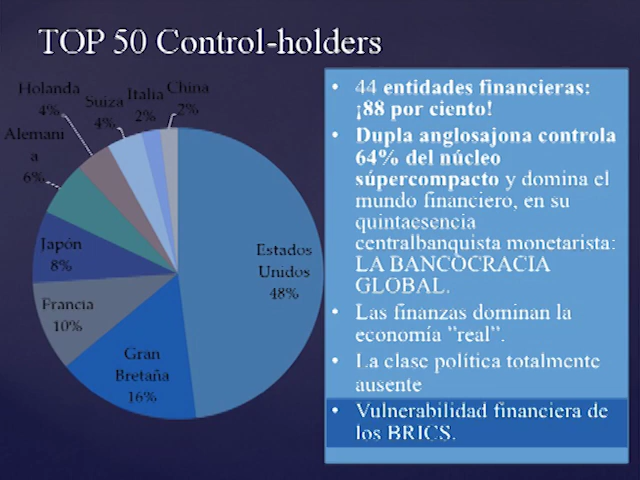 TOP 50 Control-holders
Holanda
4%
Suiza
4%
Italia
2%
China
2%
Alemani
a
6%
Japón
8%
Francia
10%
Gran
Bretaña
16%
Estados
Unidos
48%
• 44 entidades financieras:
¡88 por ciento!
• Dupla anglosajona controla
64% del núcleo
súpercompacto y domina el
mundo financiero, en su
quintaesencia
centralbanquista monetarista:
LA BANCOCRACIA
GLOBAL.
• Las finanzas dominan la
economía ”real”.
• La clase política totalmente
ausente
• Vulnerabilidad financiera de
los BRICS.